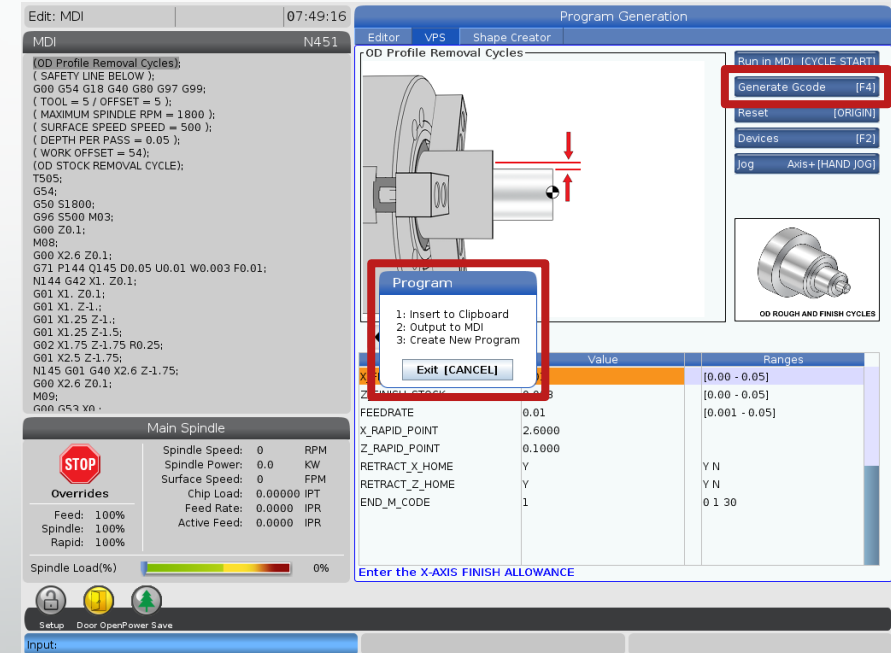 Edit: MDI
07:49:16
MDI
N451
(OD Profile Removal Cycles);
( SAFETY LINE BELOW );
G00 G54 G18 G40 G80 G97 G99;
( TOOL = 5 / OFFSET = 5 );
( MAXIMUM SPINDLE RPM = 1800 );
( SURFACE SPEED SPEED = 500 );
( DEPTH PER PASS = 0.05 );
( WORK OFFSET = 54);
(OD STOCK REMOVAL CYCLE);
T505;
G54;
G50 S1800;
G96 S500 M03;
G00 Z0.1;
M08;
G00 X2.6 Z0.1;
G71 P144 Q145 D0.05 U0.01 W0.003 F0.01;
N144 G42 X1. Z0.1;
G01 X1. Z0.1;
G01 X1. Z-1.;
G01 X1.25 Z-1.;
G01 X1.25 Z-1.5;
G02 X1.75 Z-1.75 R0.25;
G01 X2.5 Z-1.75;
N145 G01 G40 X2.6 Z-1.75;
G00 X2.6 Z0.1;
M09;
G00 G53 X0.;
Main Spindle
STOP
Overrides
Feed: 100%
Spindle: 100%
Rapid: 100%
Spindle Speed: 0 RPM
Spindle Power: 0.0 KW
Surface Speed: 0 FPM
Chip Load: 0.00000 IPT
Feed Rate: 0.0000 IPR
Active Feed: 0.0000 IPR
Spindle Load(%)
0%
Setup
Door Open
Power Save
Input:
Program Generation
Editor
VPS
Shape Creator
OD Profile Removal Cycles
Run in MDI [CYCLE START]
Generate Gcode [F4]
Reset [ORIGIN]
Devices [F2]
Jog Axis+[HAND JOG]
OD ROUGH AND FINISH CYCLES
Program
1: Insert to Clipboard
2: Output to MDI
3: Create New Program
Exit [CANCEL]
Value
Ranges
[0.00 - 0.05]
Z_FINISH_STOCK [0.00 - 0.05]
FEEDRATE 0.01 [0.001 - 0.05]
X_RAPID_POINT 2.6000
Z_RAPID_POINT 0.1000
RETRACT_X_HOME Y Y N
RETRACT_Z_HOME Y Y N
END_M_CODE 1 0 1 30
Enter the X-AXIS FINISH ALLOWANCE